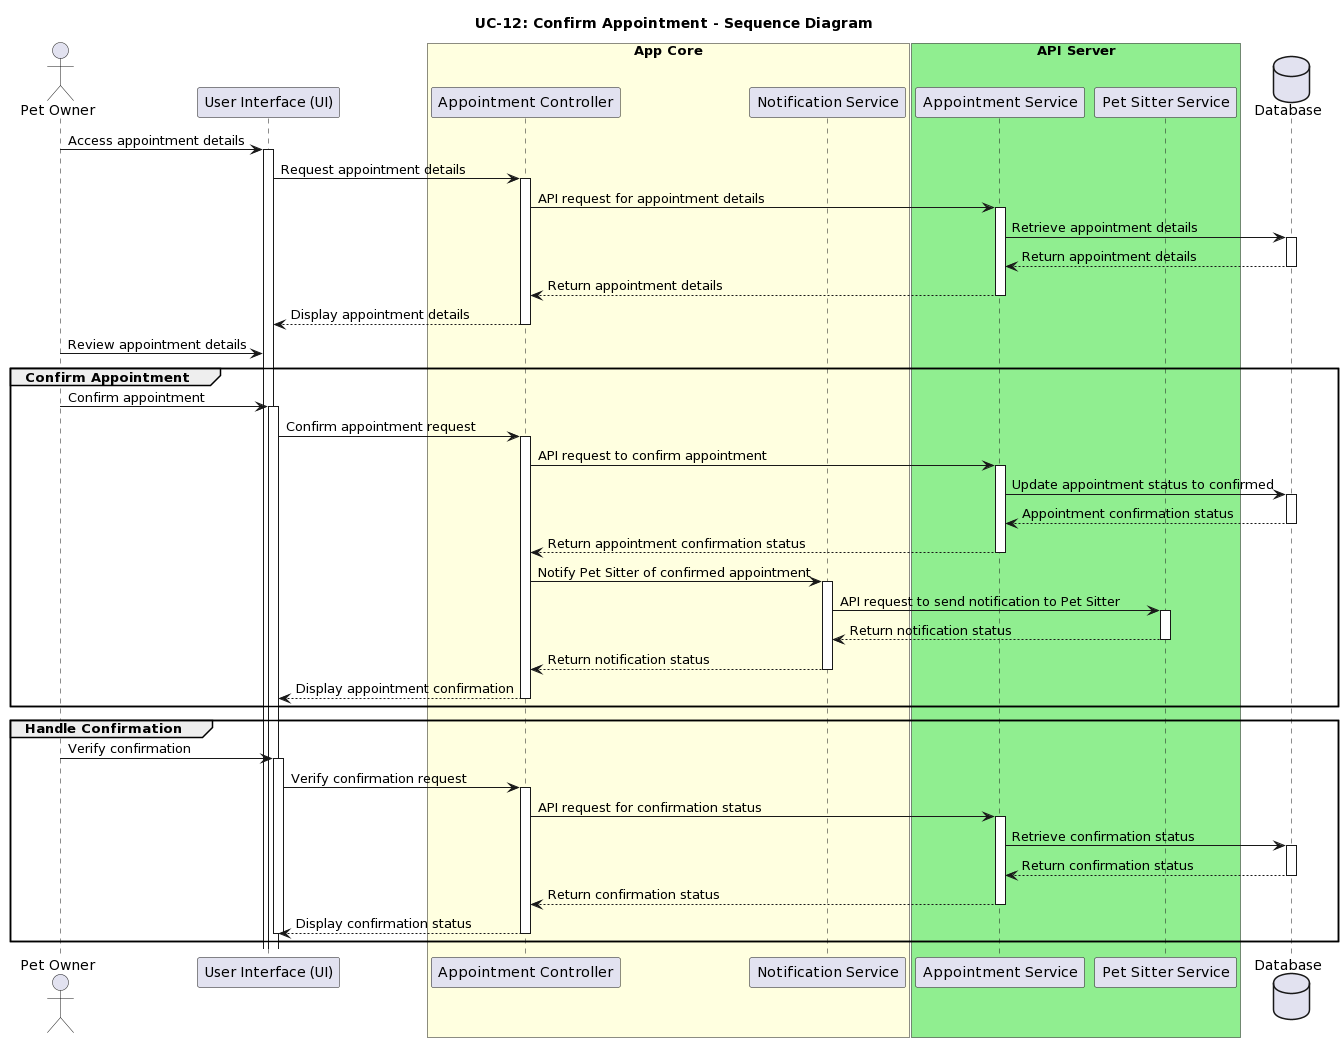 UC-12: Confirm Appointment - Sequence Diagram
App Core
API Server
Pet Owner
User Interface (UI)
Appointment Controller
Notification Service
Appointment Service
Pet Sitter Service
Database
Access appointment details
Request appointment details
API request for appointment details
Retrieve appointment details
Return appointment details
Return appointment details
Display appointment details
Review appointment details
Confirm Appointment
Confirm appointment
Confirm appointment request
API request to confirm appointment
Update appointment status to confirmed
Appointment confirmation status
Return appointment confirmation status
Notify Pet Sitter of confirmed appointment
API request to send notification to Pet Sitter
Return notification status
Return notification status
Display appointment confirmation
Handle Confirmation
Verify confirmation
Verify confirmation request
API request for confirmation status
Retrieve confirmation status
Return confirmation status
Return confirmation status
Display confirmation status
Pet Owner
User Interface (UI)
Appointment Controller
Notification Service
Appointment Service
Pet Sitter Service
Database